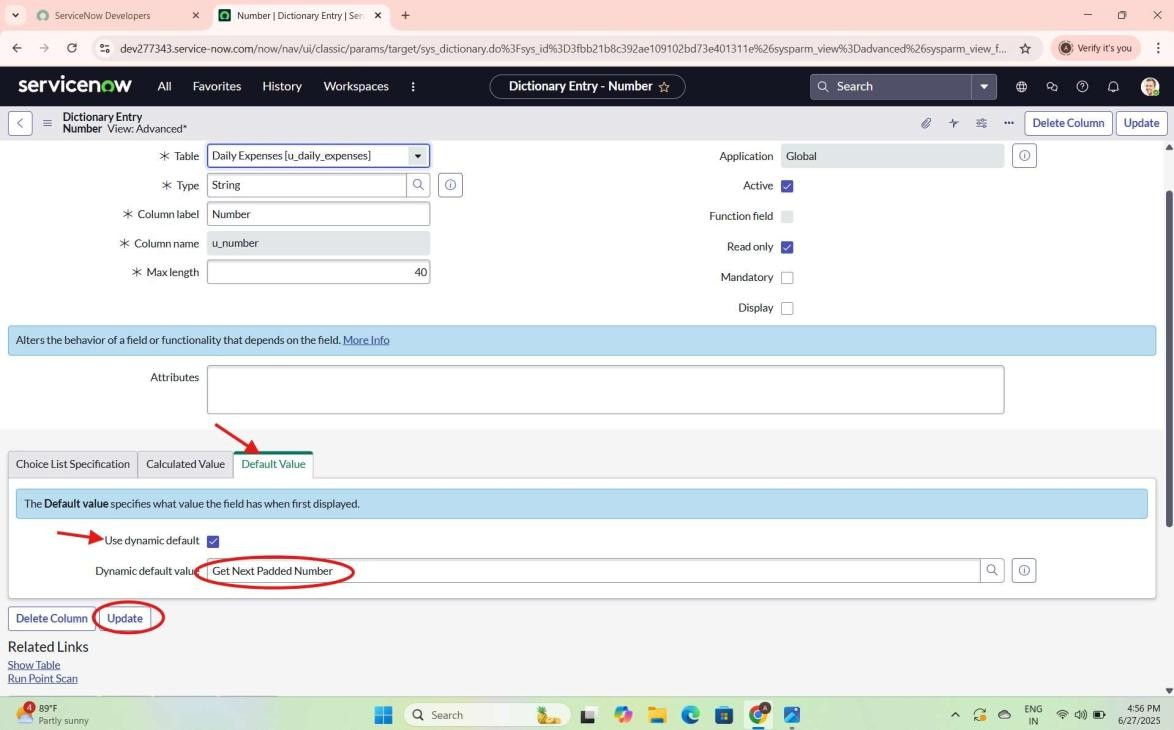 ServiceNow Developers
Number | Dictionary Entry | Ser
dev277343.service-now.com/now/nav/ui/classic/params/target/sys_dictionary.do%3Fsys_id%3D3fbb21b8c392ae109102bd73e401311e%26sysparm_view%3Dadvanced%26sysparm_view_f...
Verify it's you
servicenow All Favorites History Workspaces Dictionary Entry - Number Search
Dictionary Entry
Number View: Advanced*
Delete Column Update
Table Daily Expenses [u_daily_expenses] Application Global
Type String Active
Column label Number Function field
Column name u_number Read only
Max length 40 Mandatory
Display
Alters the behavior of a field or functionality that depends on the field. More Info
Attributes
Choice List Specification Calculated Value Default Value
The Default value specifies what value the field has when first displayed.
Use dynamic default
Dynamic default value Get Next Padded Number
Delete Column Update
Related Links
Show Table
Run Point Scan
4
89°F
Partly sunny
Search
ENG
IN
4:56 PM
6/27/2025